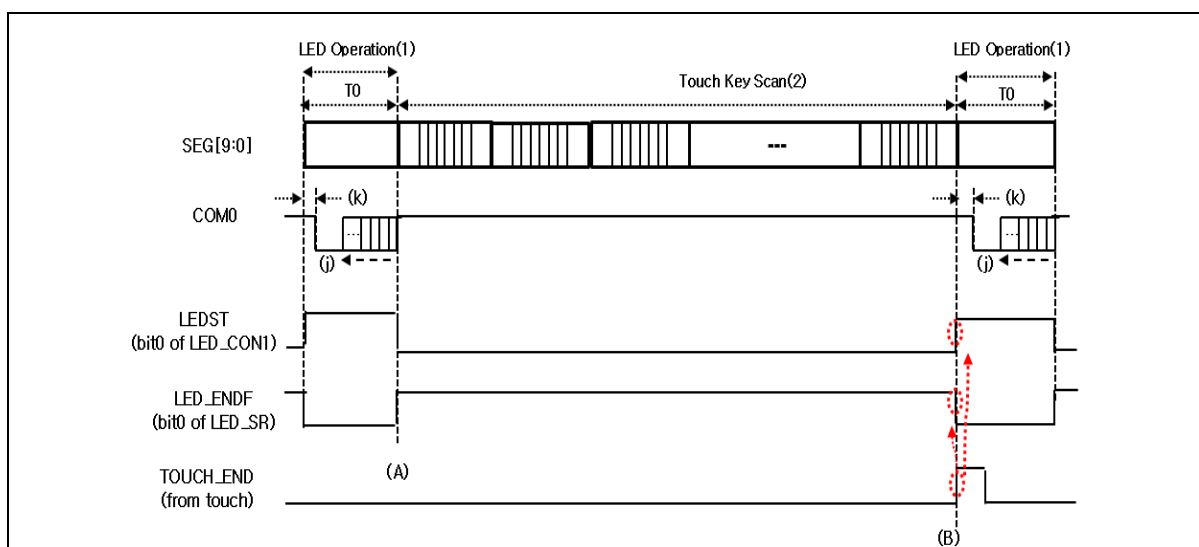 LED Operation(1)
LED Operation(1)
T0
Touch Key Scan(2)
T0
SEG[9:0]
---
(k)
(k)
COM0
...
...
(j)
(j)
LEDST
(bit0 of LED_CON1)
LED_ENDF
(bit0 of LED_SR)
(A)
TOUCH_END
(from touch)
(B)